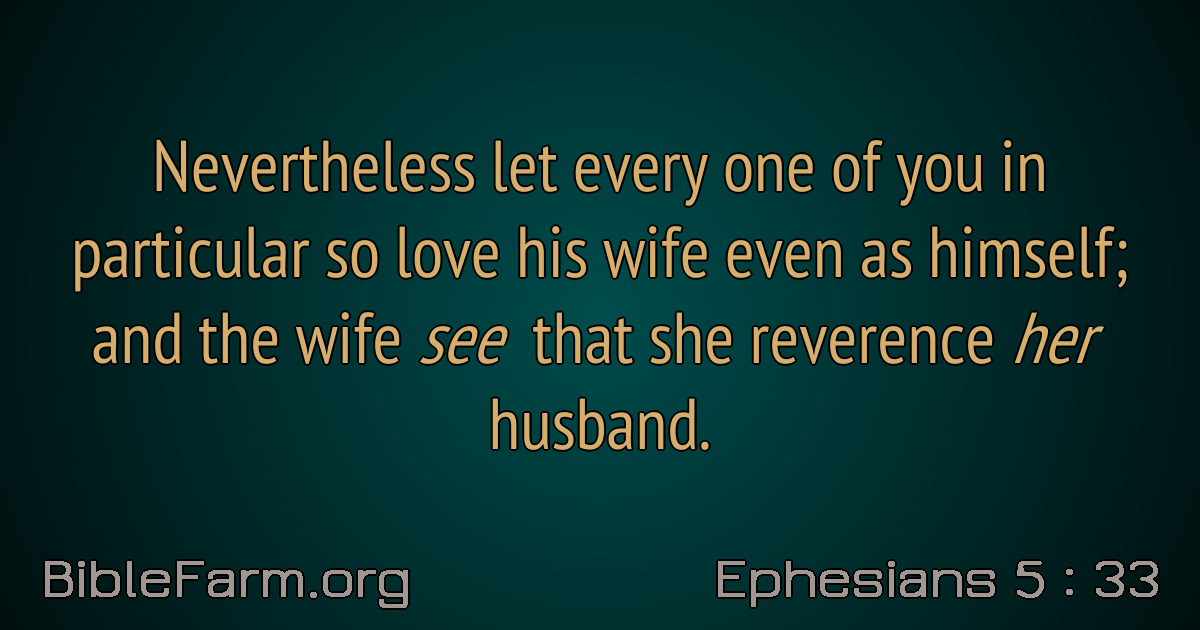 Nevertheless let every one of you in
particular so love his wife even as himself;
and the wife see that she reverence her
husband.
BibleFarm.org
Ephesians 5 : 33